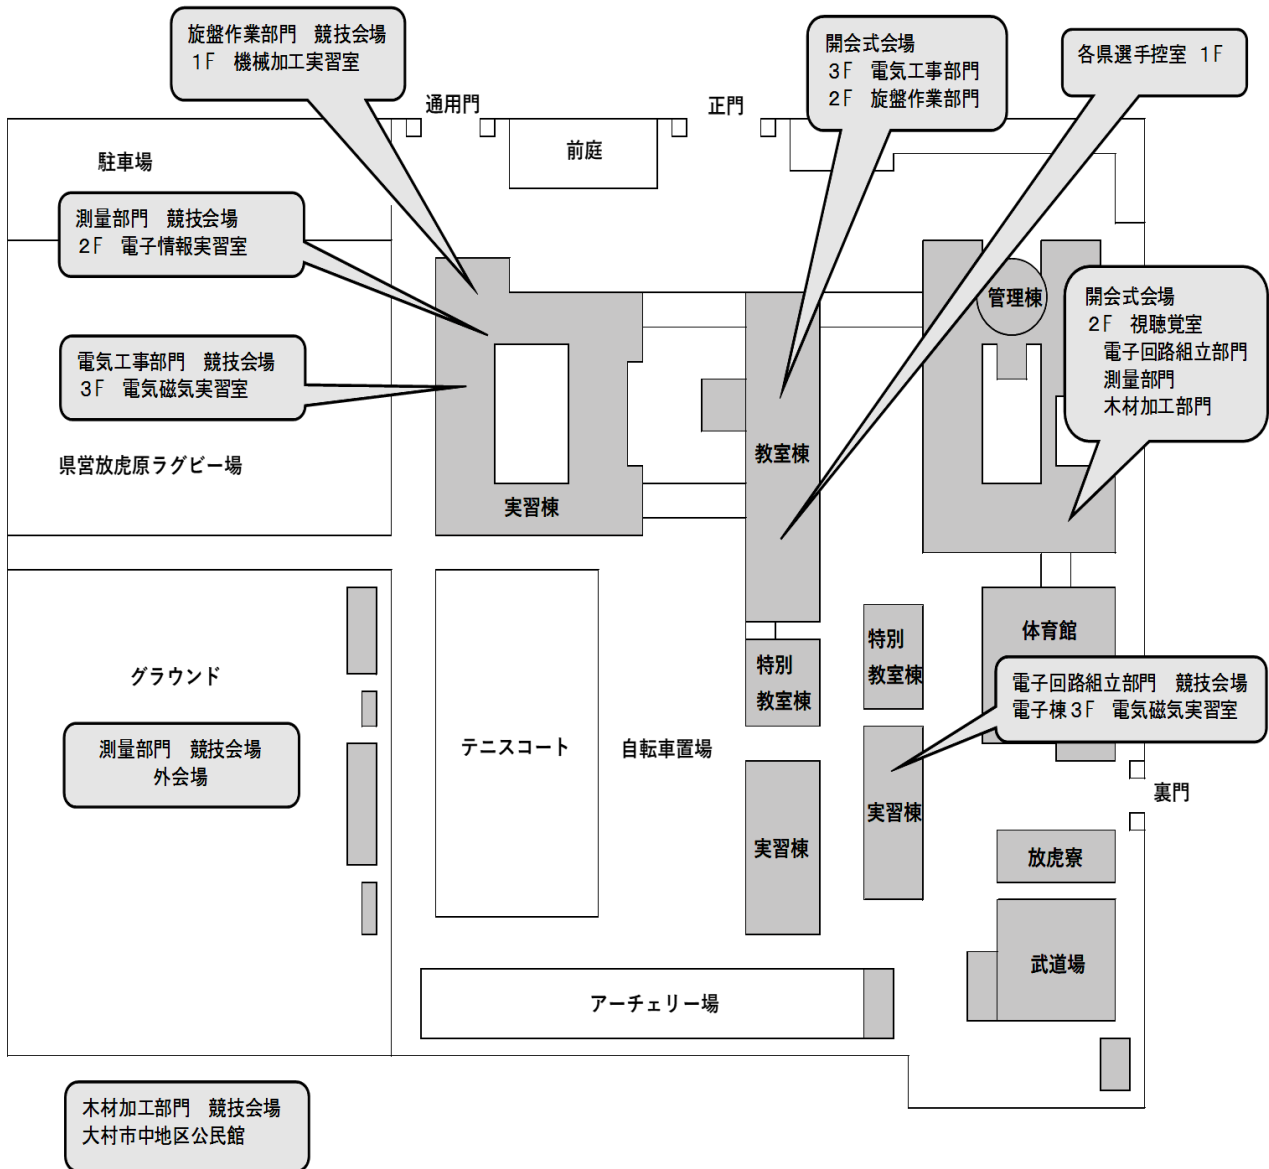 旋盤作業部門　競技会場
1F　機械加工実習室
開会式会場
3F　電気工事部門
2F　旋盤作業部門
各県選手控室　1F
通用門
正門
前庭
駐車場
測量部門　競技会場
2F　電子情報実習室
管理棟
開会式会場
2F　視聴覚室
電子回路組立部門
測量部門
木材加工部門
電気工事部門　競技会場
3F　電気磁気実習室
県営放虎原ラグビー場
教室棟
実習棟
グラウンド
体育館
特別
教室棟
特別
教室棟
電子回路組立部門　競技会場
電子棟3F　電気磁気実習室
測量部門　競技会場
外会場
テニスコート
自転車置場
裏門
実習棟
実習棟
放虎寮
武道場
アーチェリー場
木材加工部門　競技会場
大村市中地区公民館